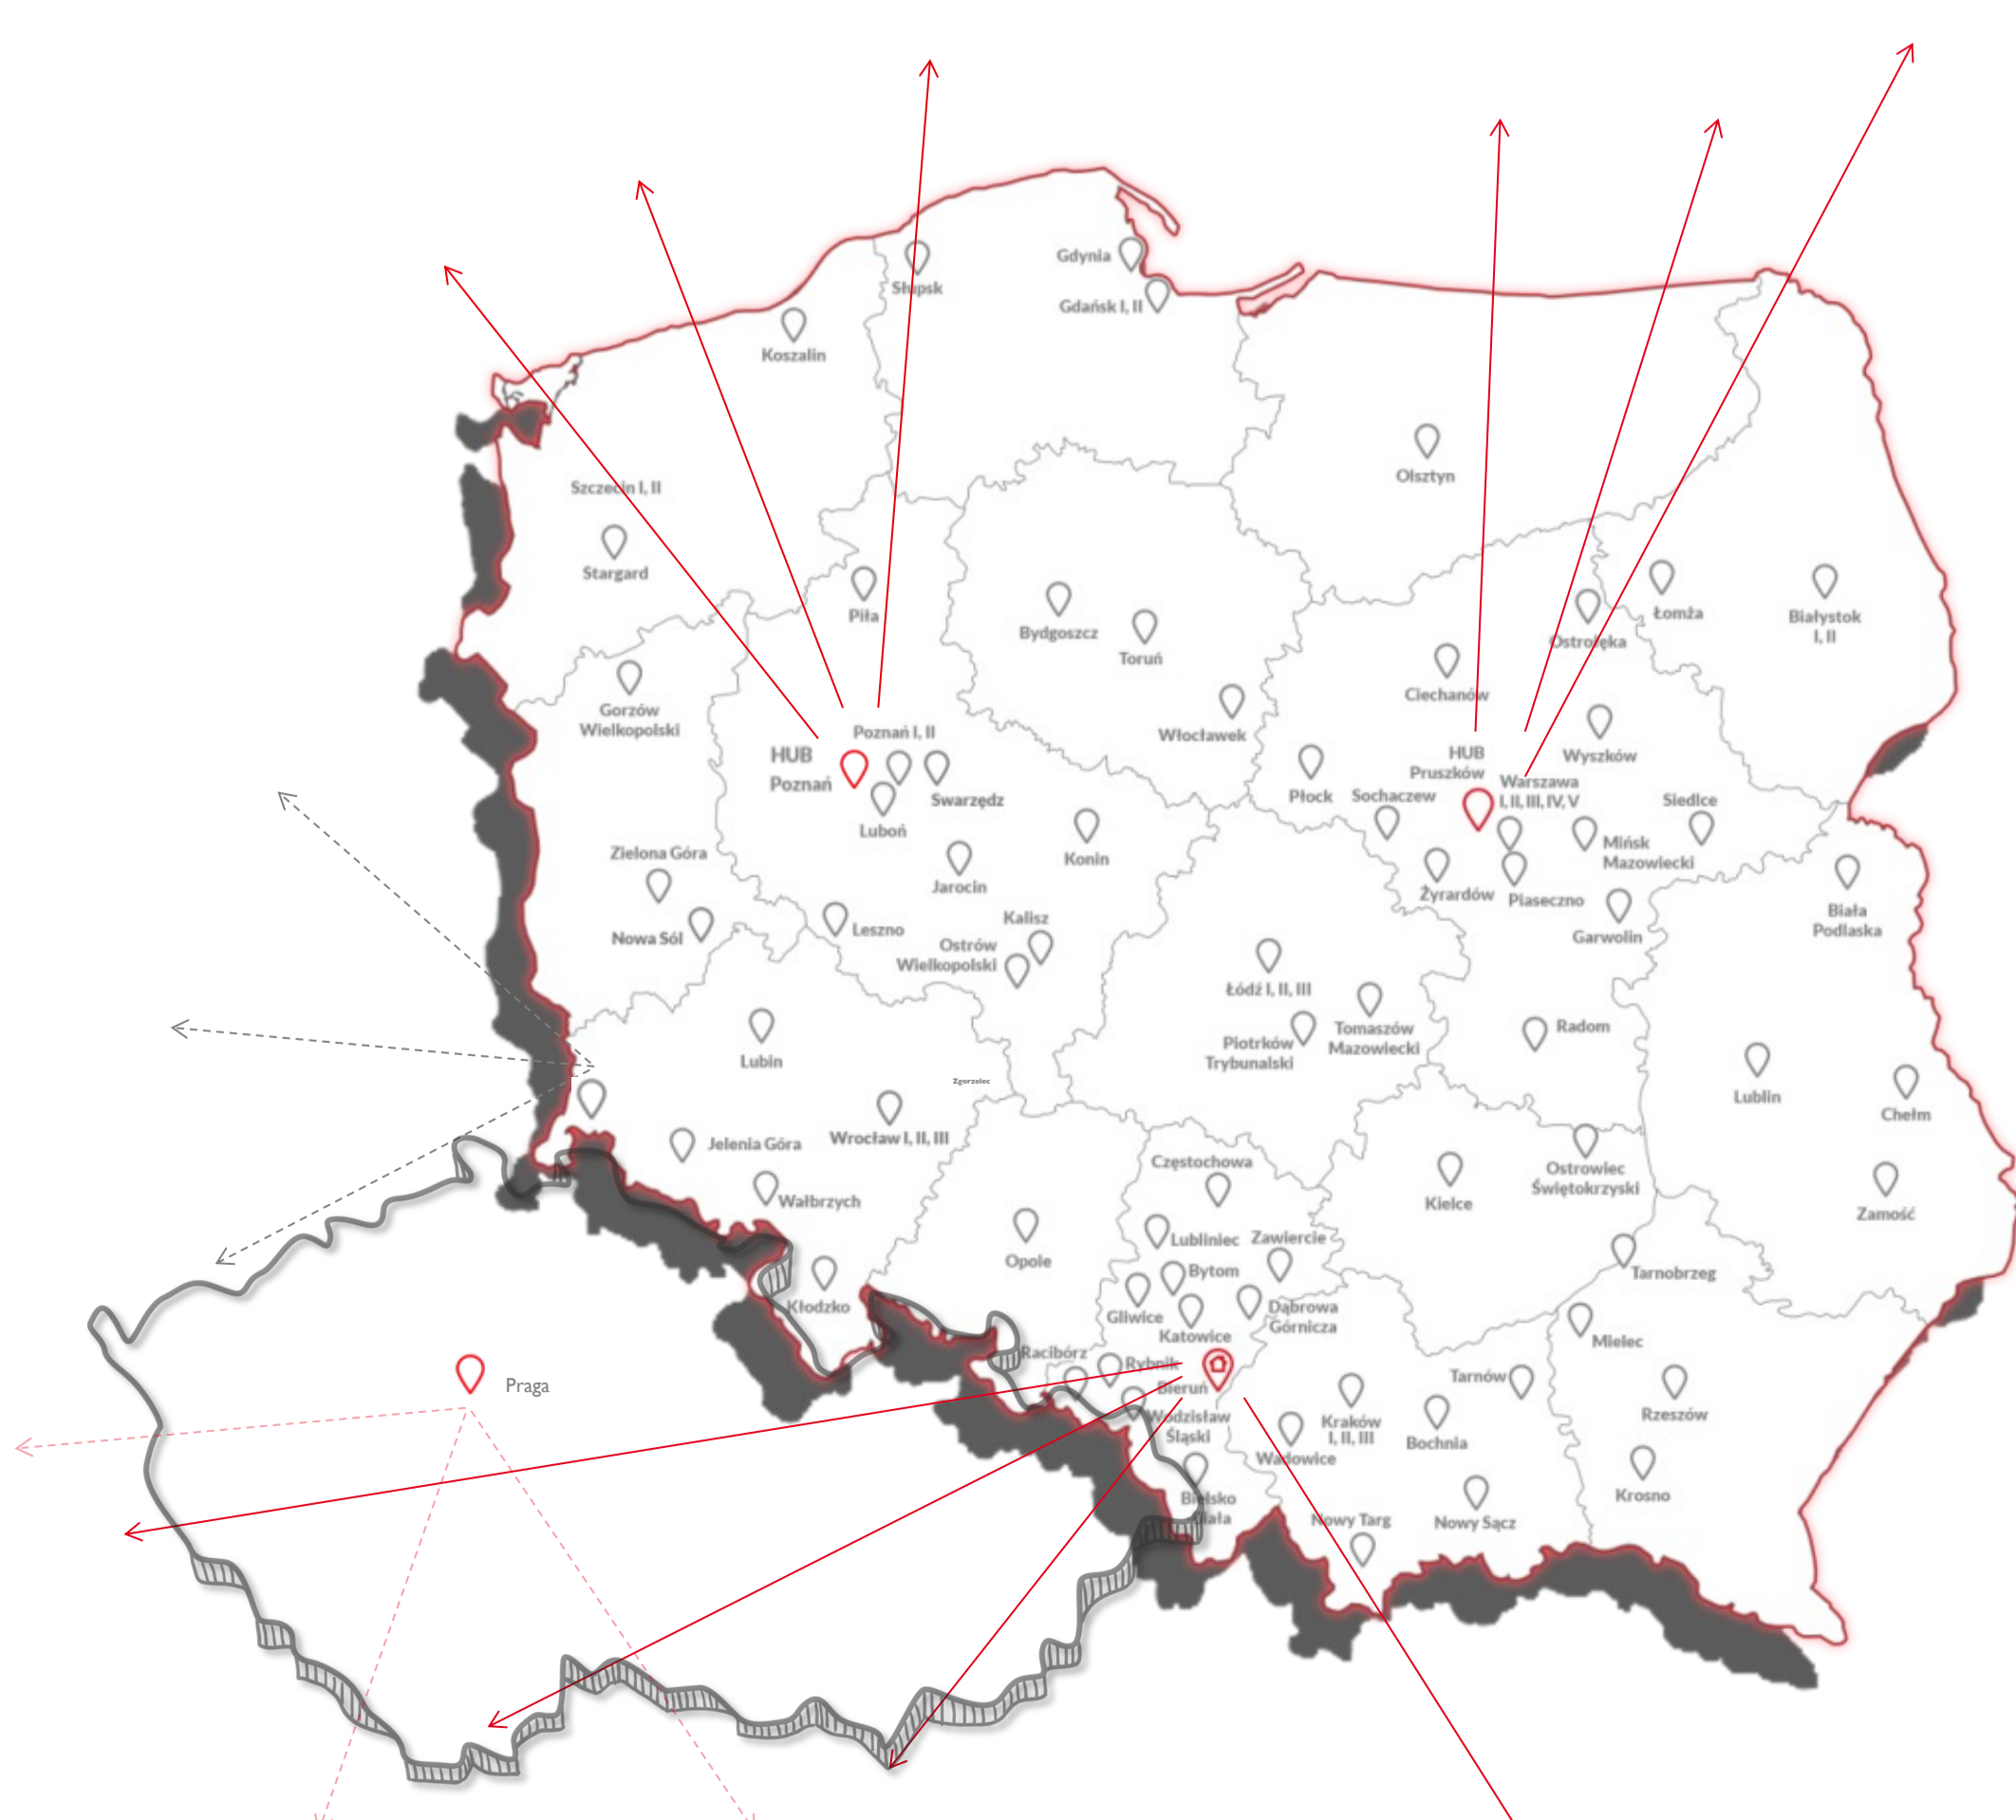 Gdynia
Słupsk
Gdańsk I, II
Koszalin
Olsztyn
Szczecin I, II
Stargard
Piła
Łomża
Białystok
I, II
Bydgoszcz
Toruń
Ostrołęka
Ciechanów
Gorzów
Wielkopolski
Włocławek
Poznań I, II
HUB
Poznań
Swarzędz
Luboń
HUB
Pruszków
Wyszków
Warszawa
I, II, III, IV, V
Płock
Sochaczew
Siedlce
Mińsk
Mazowiecki
Konin
Zielona Góra
Jarocin
Żyrardów
Piaseczno
Biała
Podlaska
Kalisz
Leszno
Nowa Sól
Garwolin
Ostrów
Wielkopolski
Łódź I, II, III
Radom
Tomaszów
Mazowiecki
Piotrków
Trybunalski
Lubin
Zgorzelec
Lublin
Chełm
Wrocław I, II, III
Jelenia Góra
Częstochowa
Ostrowiec
Świętokrzyski
Wałbrzych
Kielce
Zamość
Lubliniec
Zawiercie
Opole
Bytom
Tarnobrzeg
Kłodzko
Gliwice
Dąbrowa
Górnicza
Katowice
Mielec
Racibórz
Rybnik
Tarnów
Praga
Bieruń
Wodzisław
Śląski
Kraków
I, II, III
Rzeszów
Bochnia
Wadowice
Krosno
Bielsko
Biała
Nowy Targ
Nowy Sącz